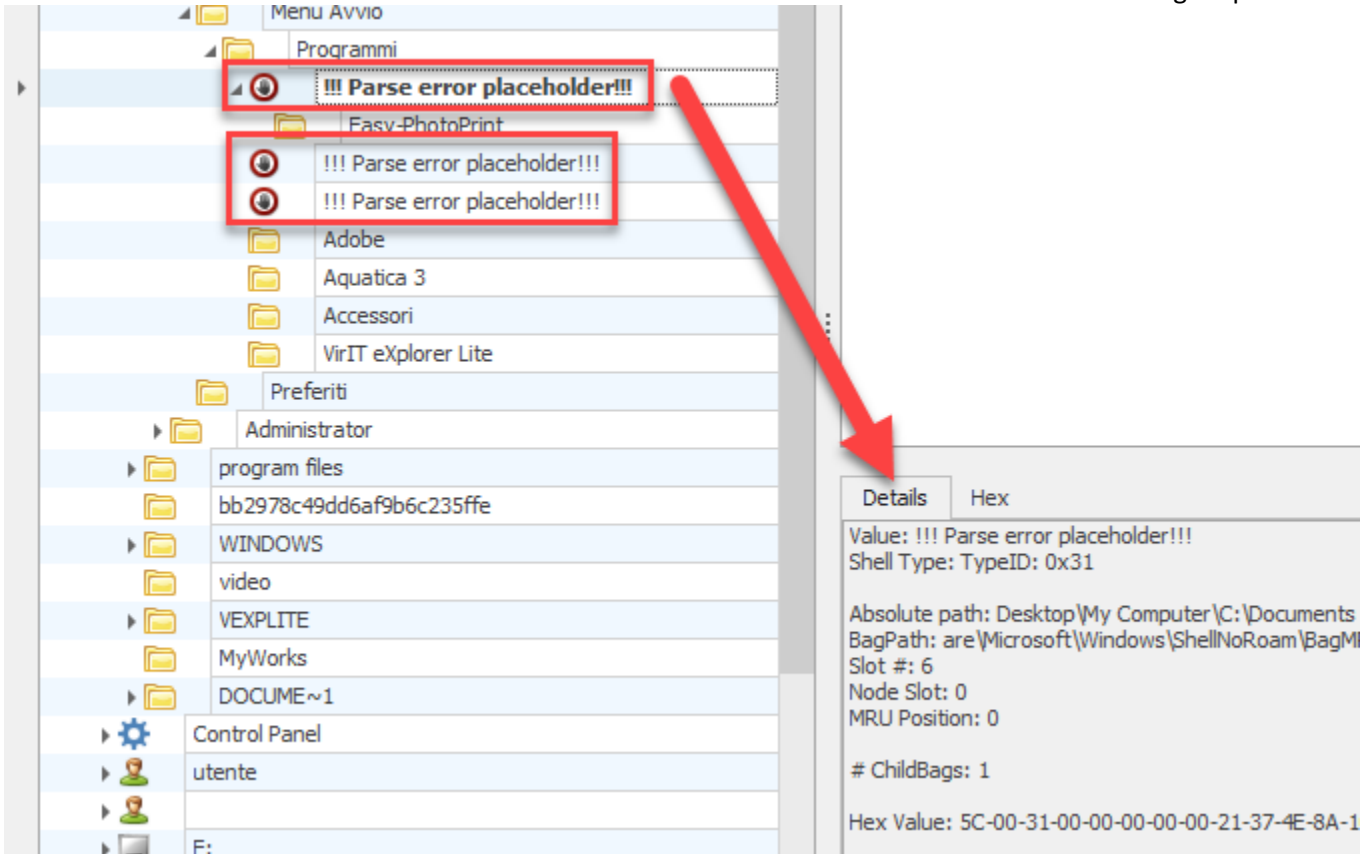 Menu Avvio
Programmi
!!! Parse error placeholder!!!
Easy-PhotoPrint
!!! Parse error placeholder!!!
!!! Parse error placeholder!!!
Adobe
Aquatica 3
Accessori
VirIT eXplorer Lite
Preferiti
Administrator
program files
bb2978c49dd6af9b6c235ffe
WINDOWS
video
VEXPLITE
MyWorks
DOCUME~1
Control Panel
utente
E:
Details Hex
Value: !!! Parse error placeholder!!!
Shell Type: TypeID: 0x31
Absolute path: Desktop\My Computer\C:\Documents
BagPath: are\Microsoft\Windows\ShellNoRoam\BagM
Slot #: 6
Node Slot: 0
MRU Position: 0
# ChildBags: 1
Hex Value: 5C-00-31-00-00-00-00-00-21-37-4E-8A-1